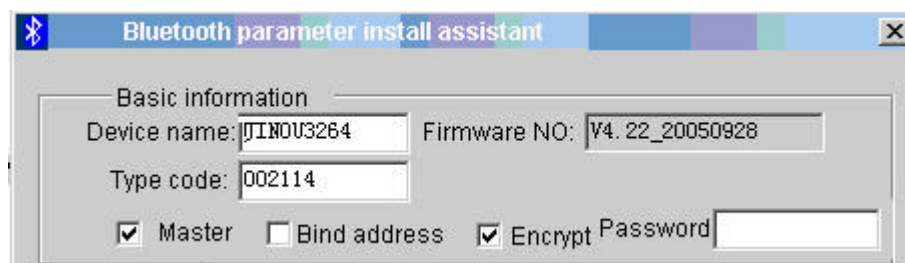 Bluetooth parameter install assistant
Basic information
Device name: JINOU3264 Firmware NO: V4.22_20050928
Type code: 002114
Master Bind address Encrypt Password